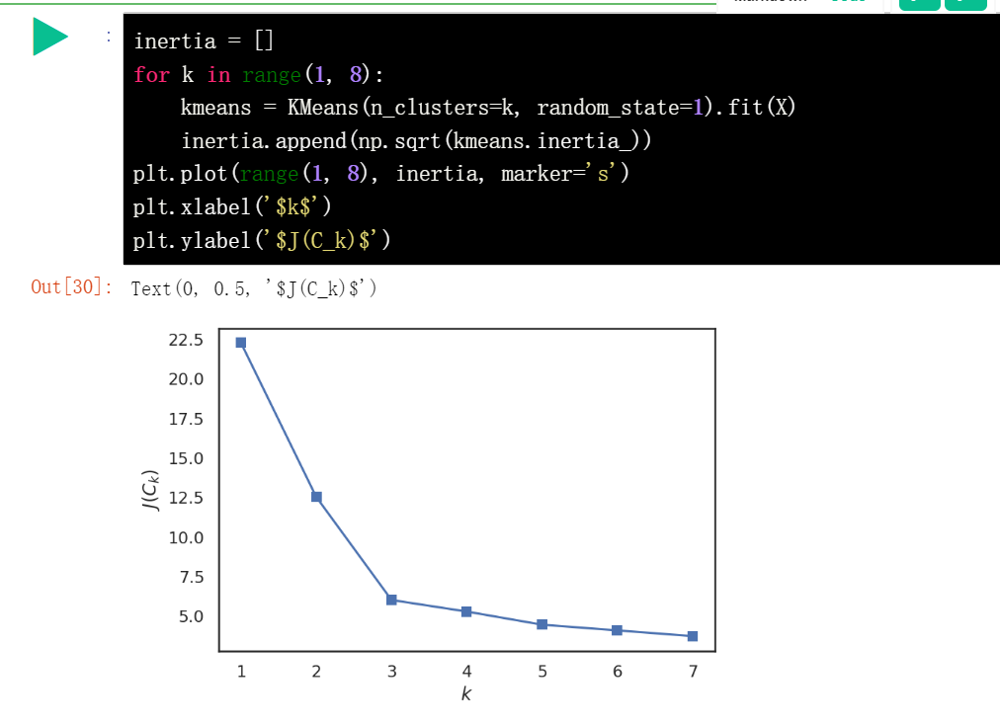 inertia = []
for k in range(1, 8):
    kmeans = KMeans(n_clusters=k, random_state=1).fit(X)
    inertia.append(np.sqrt(kmeans.inertia_))
plt.plot(range(1, 8), inertia, marker='s')
plt.xlabel('$k$')
plt.ylabel('$J(C_k)$')
Out[30]: Text(0, 0.5, '$J(C_k)$')
22.5
20.0
17.5
15.0
12.5
10.0
7.5
5.0
J(Ck)
1 2 3 4 5 6 7
k